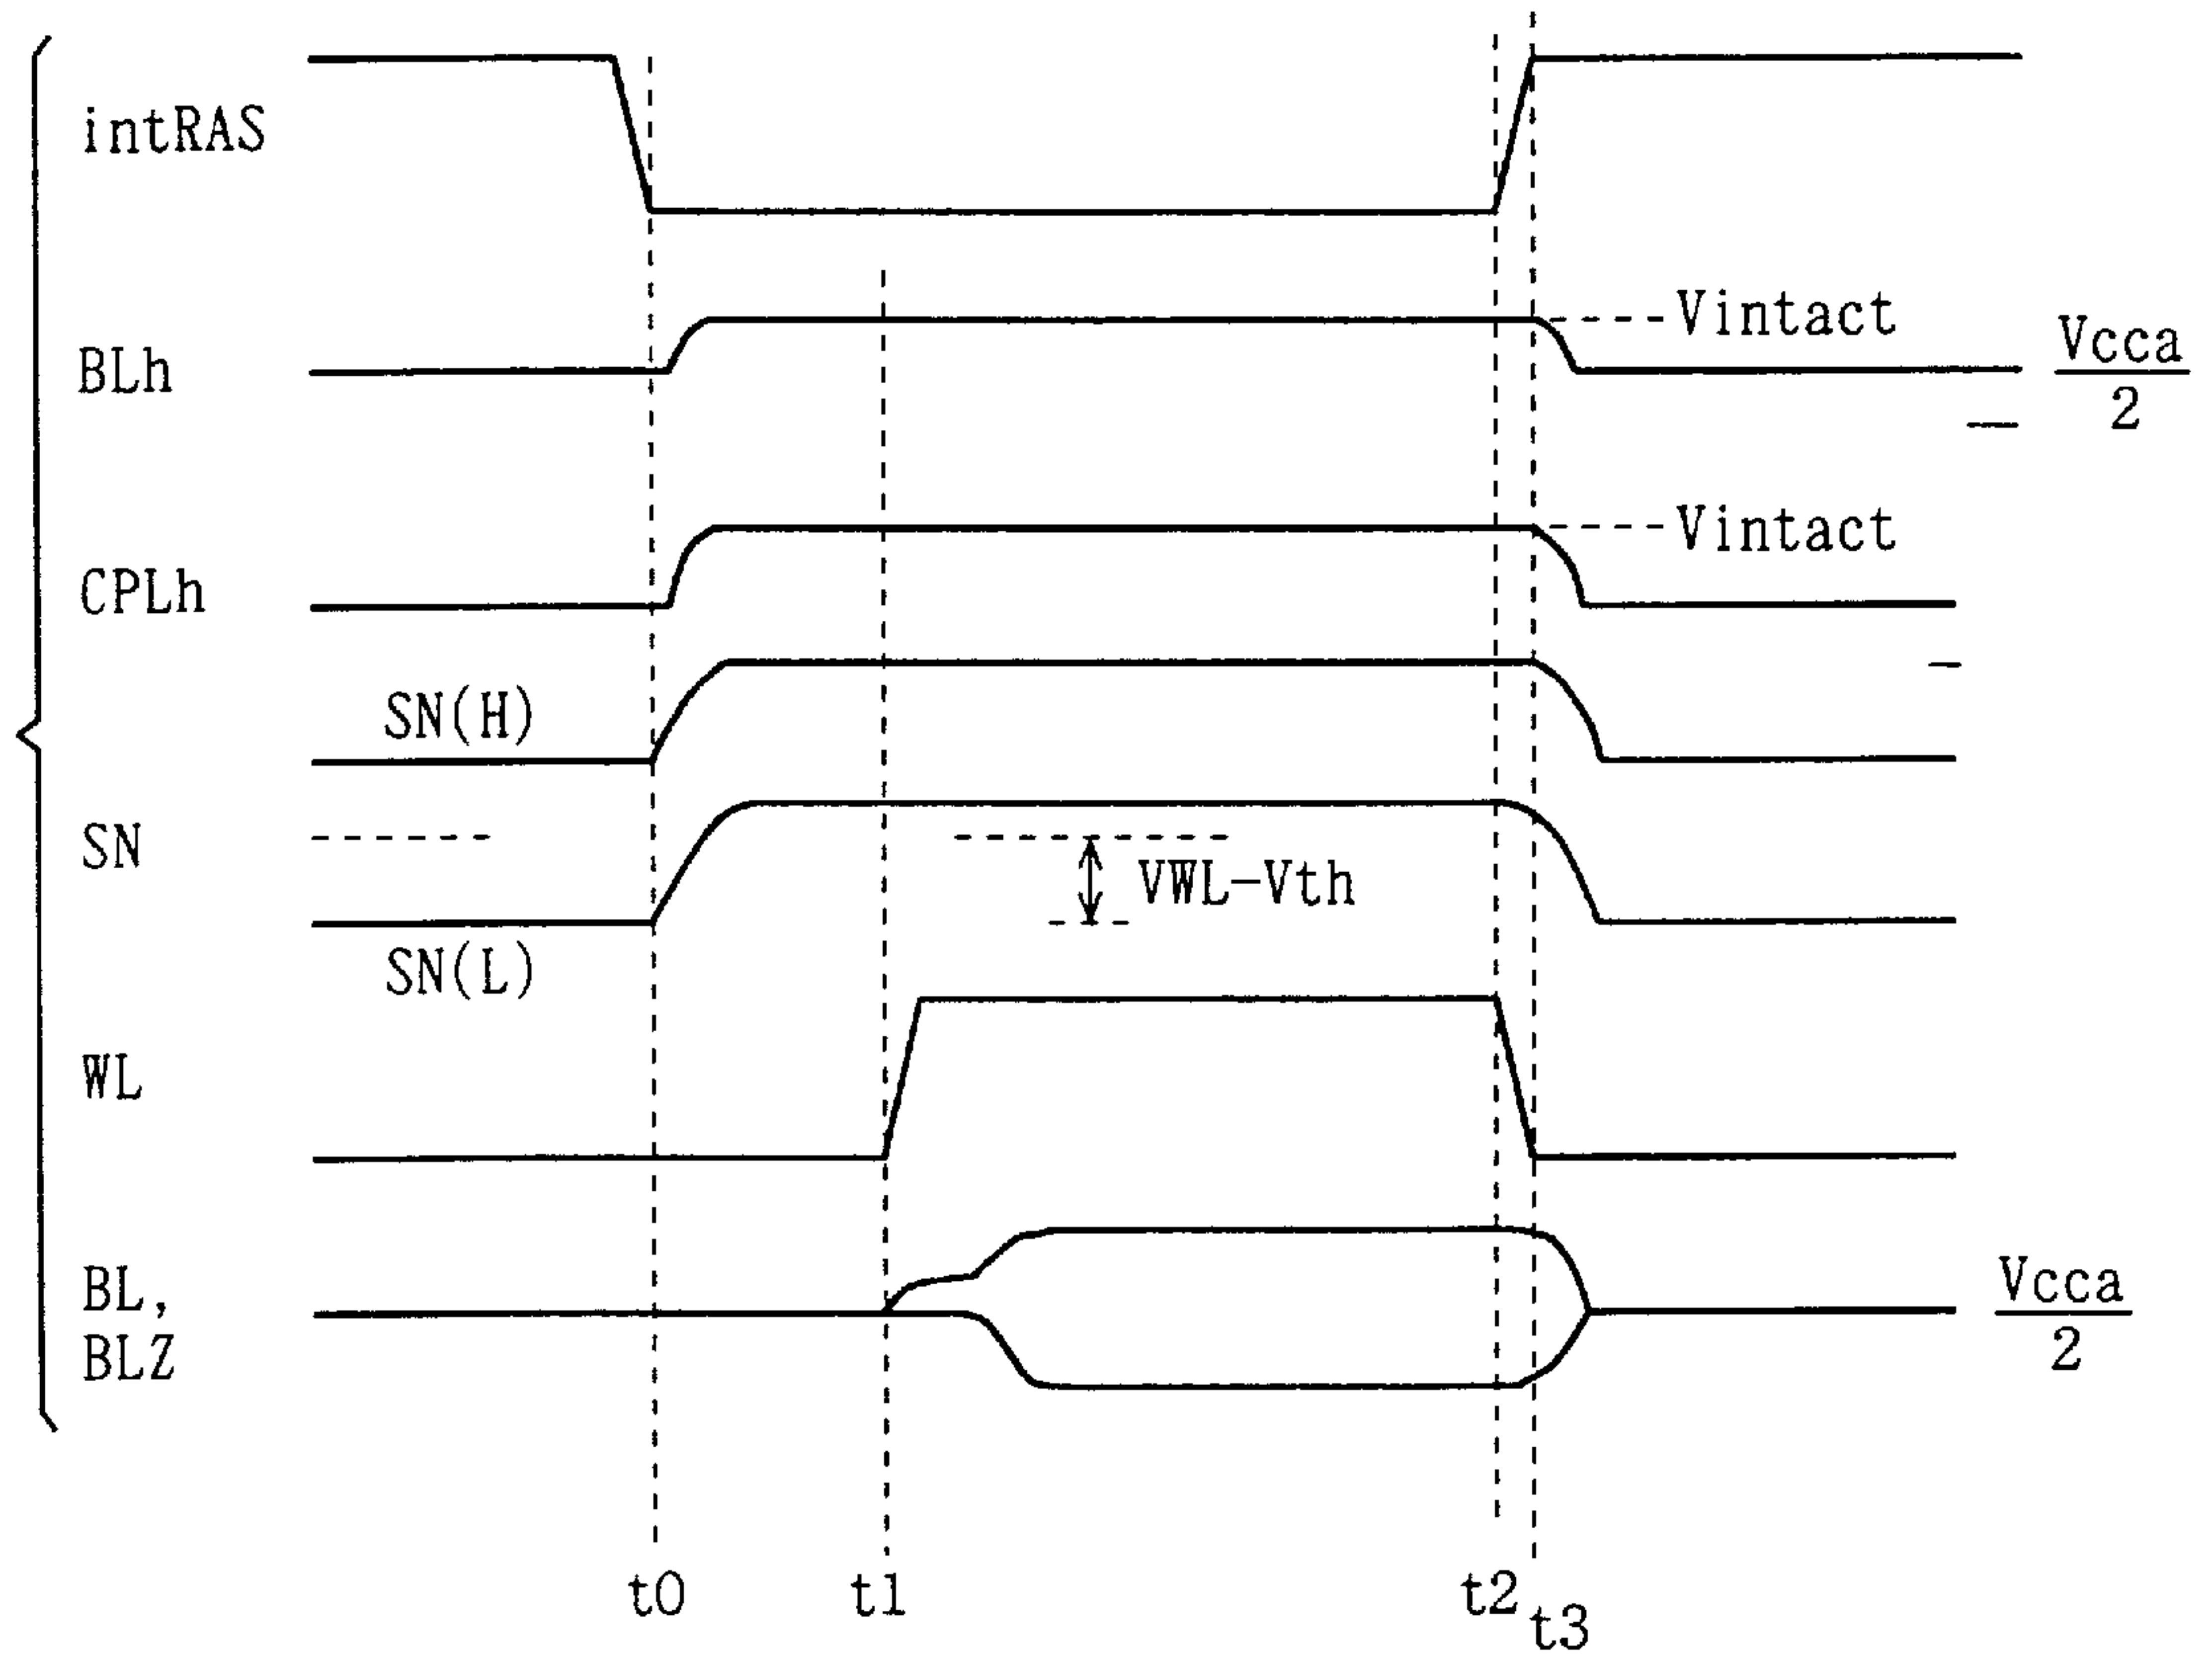 intRAS
BLh
Vintact
Vcca
2
CPLh
Vintact
SN(H)
SN
VWL-Vth
SN(L)
WL
BL,
BLZ
Vcca
2
t0
t1
t2
t3